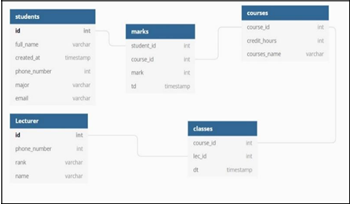 students
id int
full_name varchar
created_at timestamp
phone_number int
major varchar
email varchar
marks
student_id int
course_id int
mark int
td timestamp
courses
course_id int
credit_hours int
courses_name varchar
Lecturer
id int
phone_number int
rank varchar
name varchar
classes
course_id int
lec_id int
dt timestamp